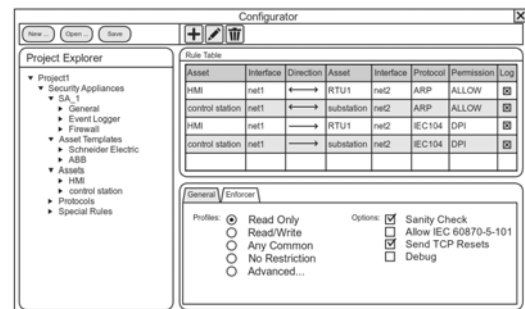 Configurator
New ... Open ... Save
Project Explorer
Project1
Security Appliances
SA_1
General
Event Logger
Firewall
Asset Templates
Schneider Electric
ABB
Assets
HMI
control station
Protocols
Special Rules
Rule Table
Asset Interface Direction Asset Interface Protocol Permission Log
HMI net1 RTU1 net2 ARP ALLOW
control station net1 substation net2 ARP ALLOW
HMI net1 RTU1 net2 IEC104 DPI
control station net1 substation net2 IEC104 DPI
General Enforcer
Profiles: Read Only
Read/Write
Any Common
No Restriction
Advanced...
Options: Sanity Check
Allow IEC 60870-5-101
Send TCP Resets
Debug